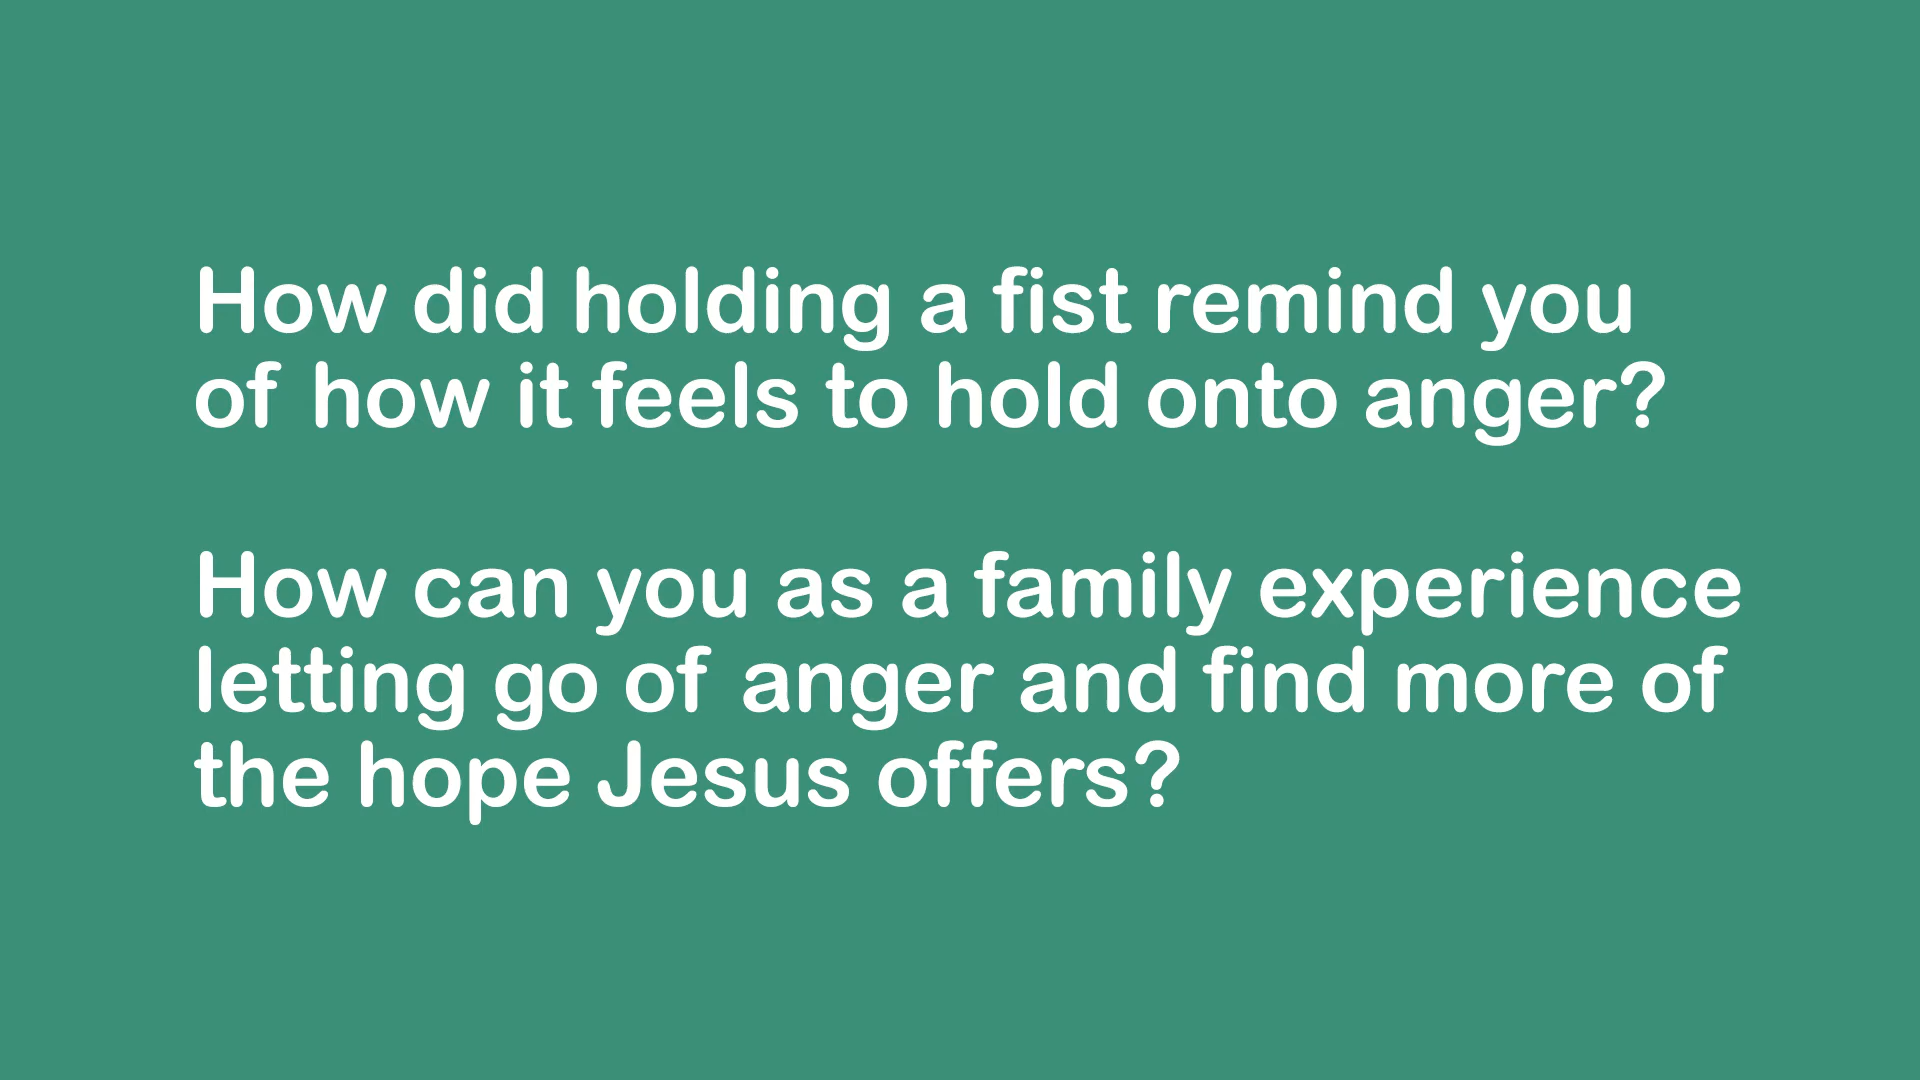 How did holding a fist remind you
of how it feels to hold onto anger?
How can you as a family experience
letting go of anger and find more of
the hope Jesus offers?